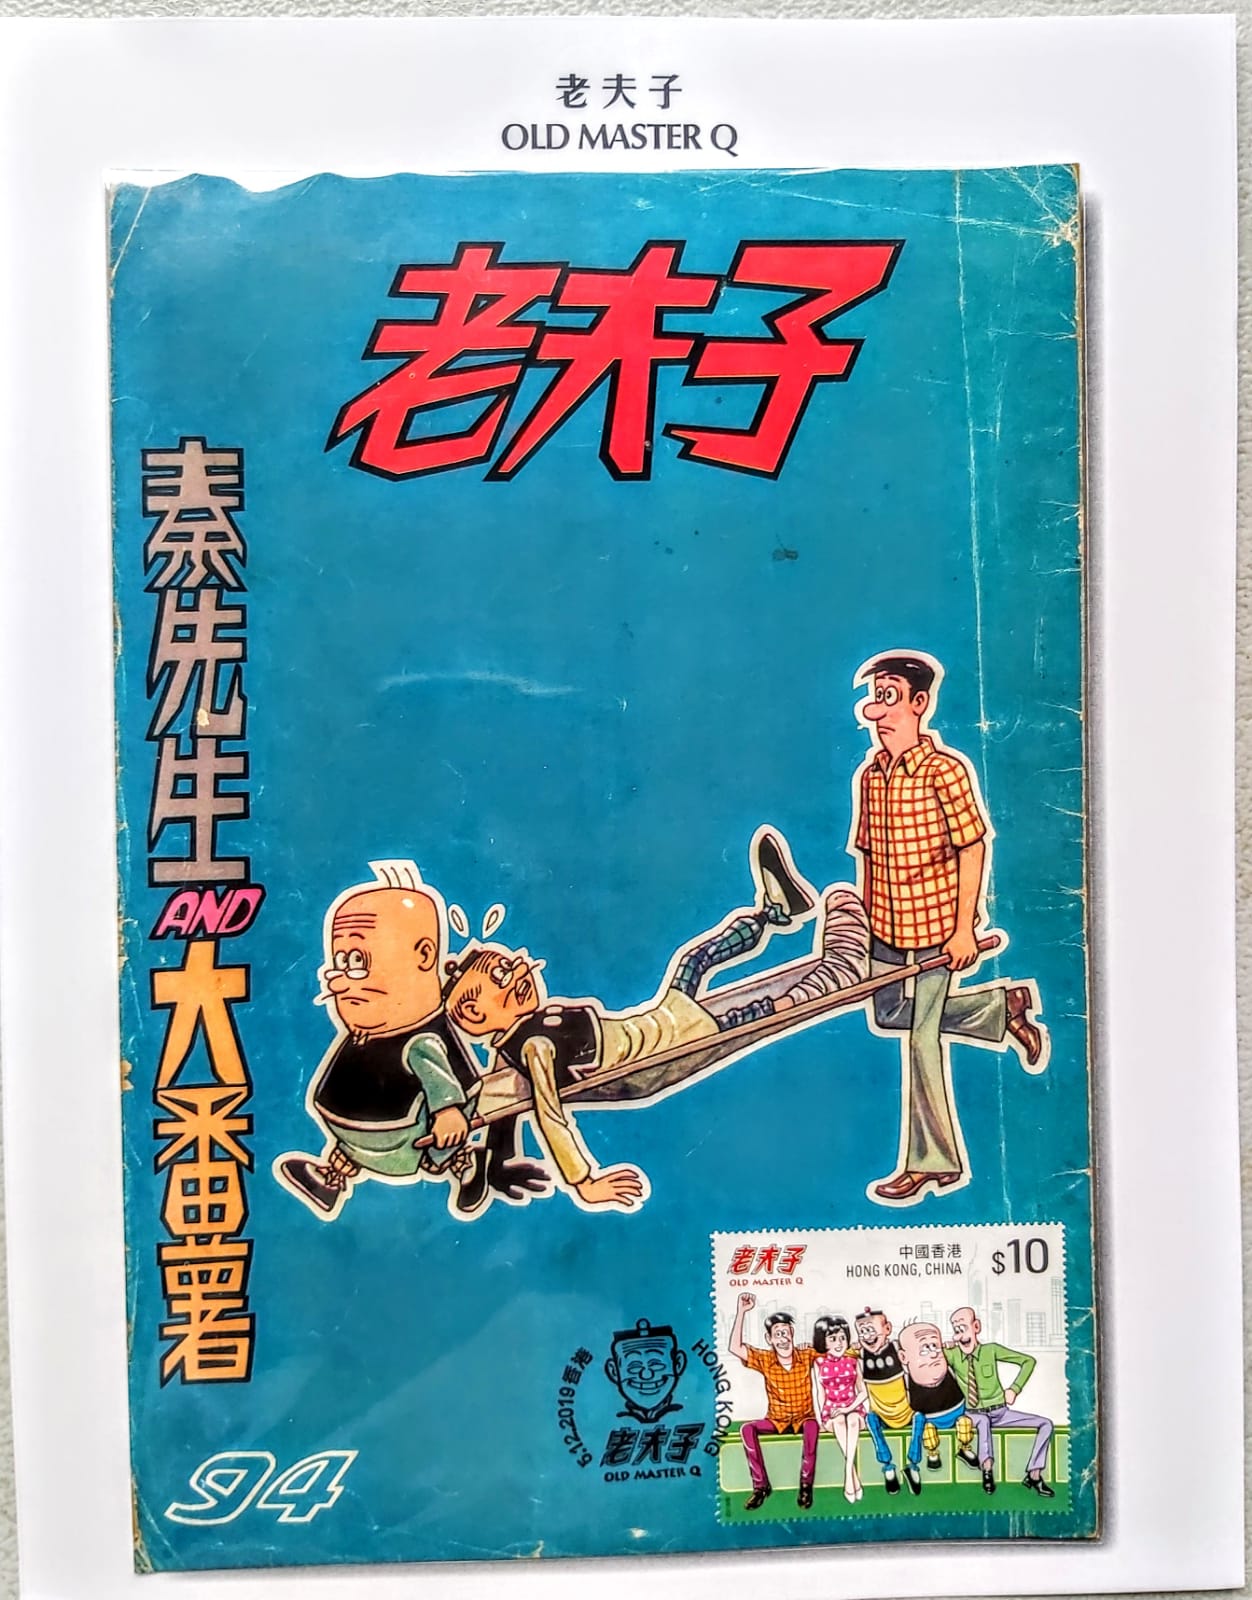 老夫子
OLD MASTER Q
老夫子
秦先生
AND
大番薯
94
老夫子
OLD MASTER Q
中國香港
HONG KONG, CHINA
$10
6.12.2019 香港
HONG KONG
老夫子
OLD MASTER Q